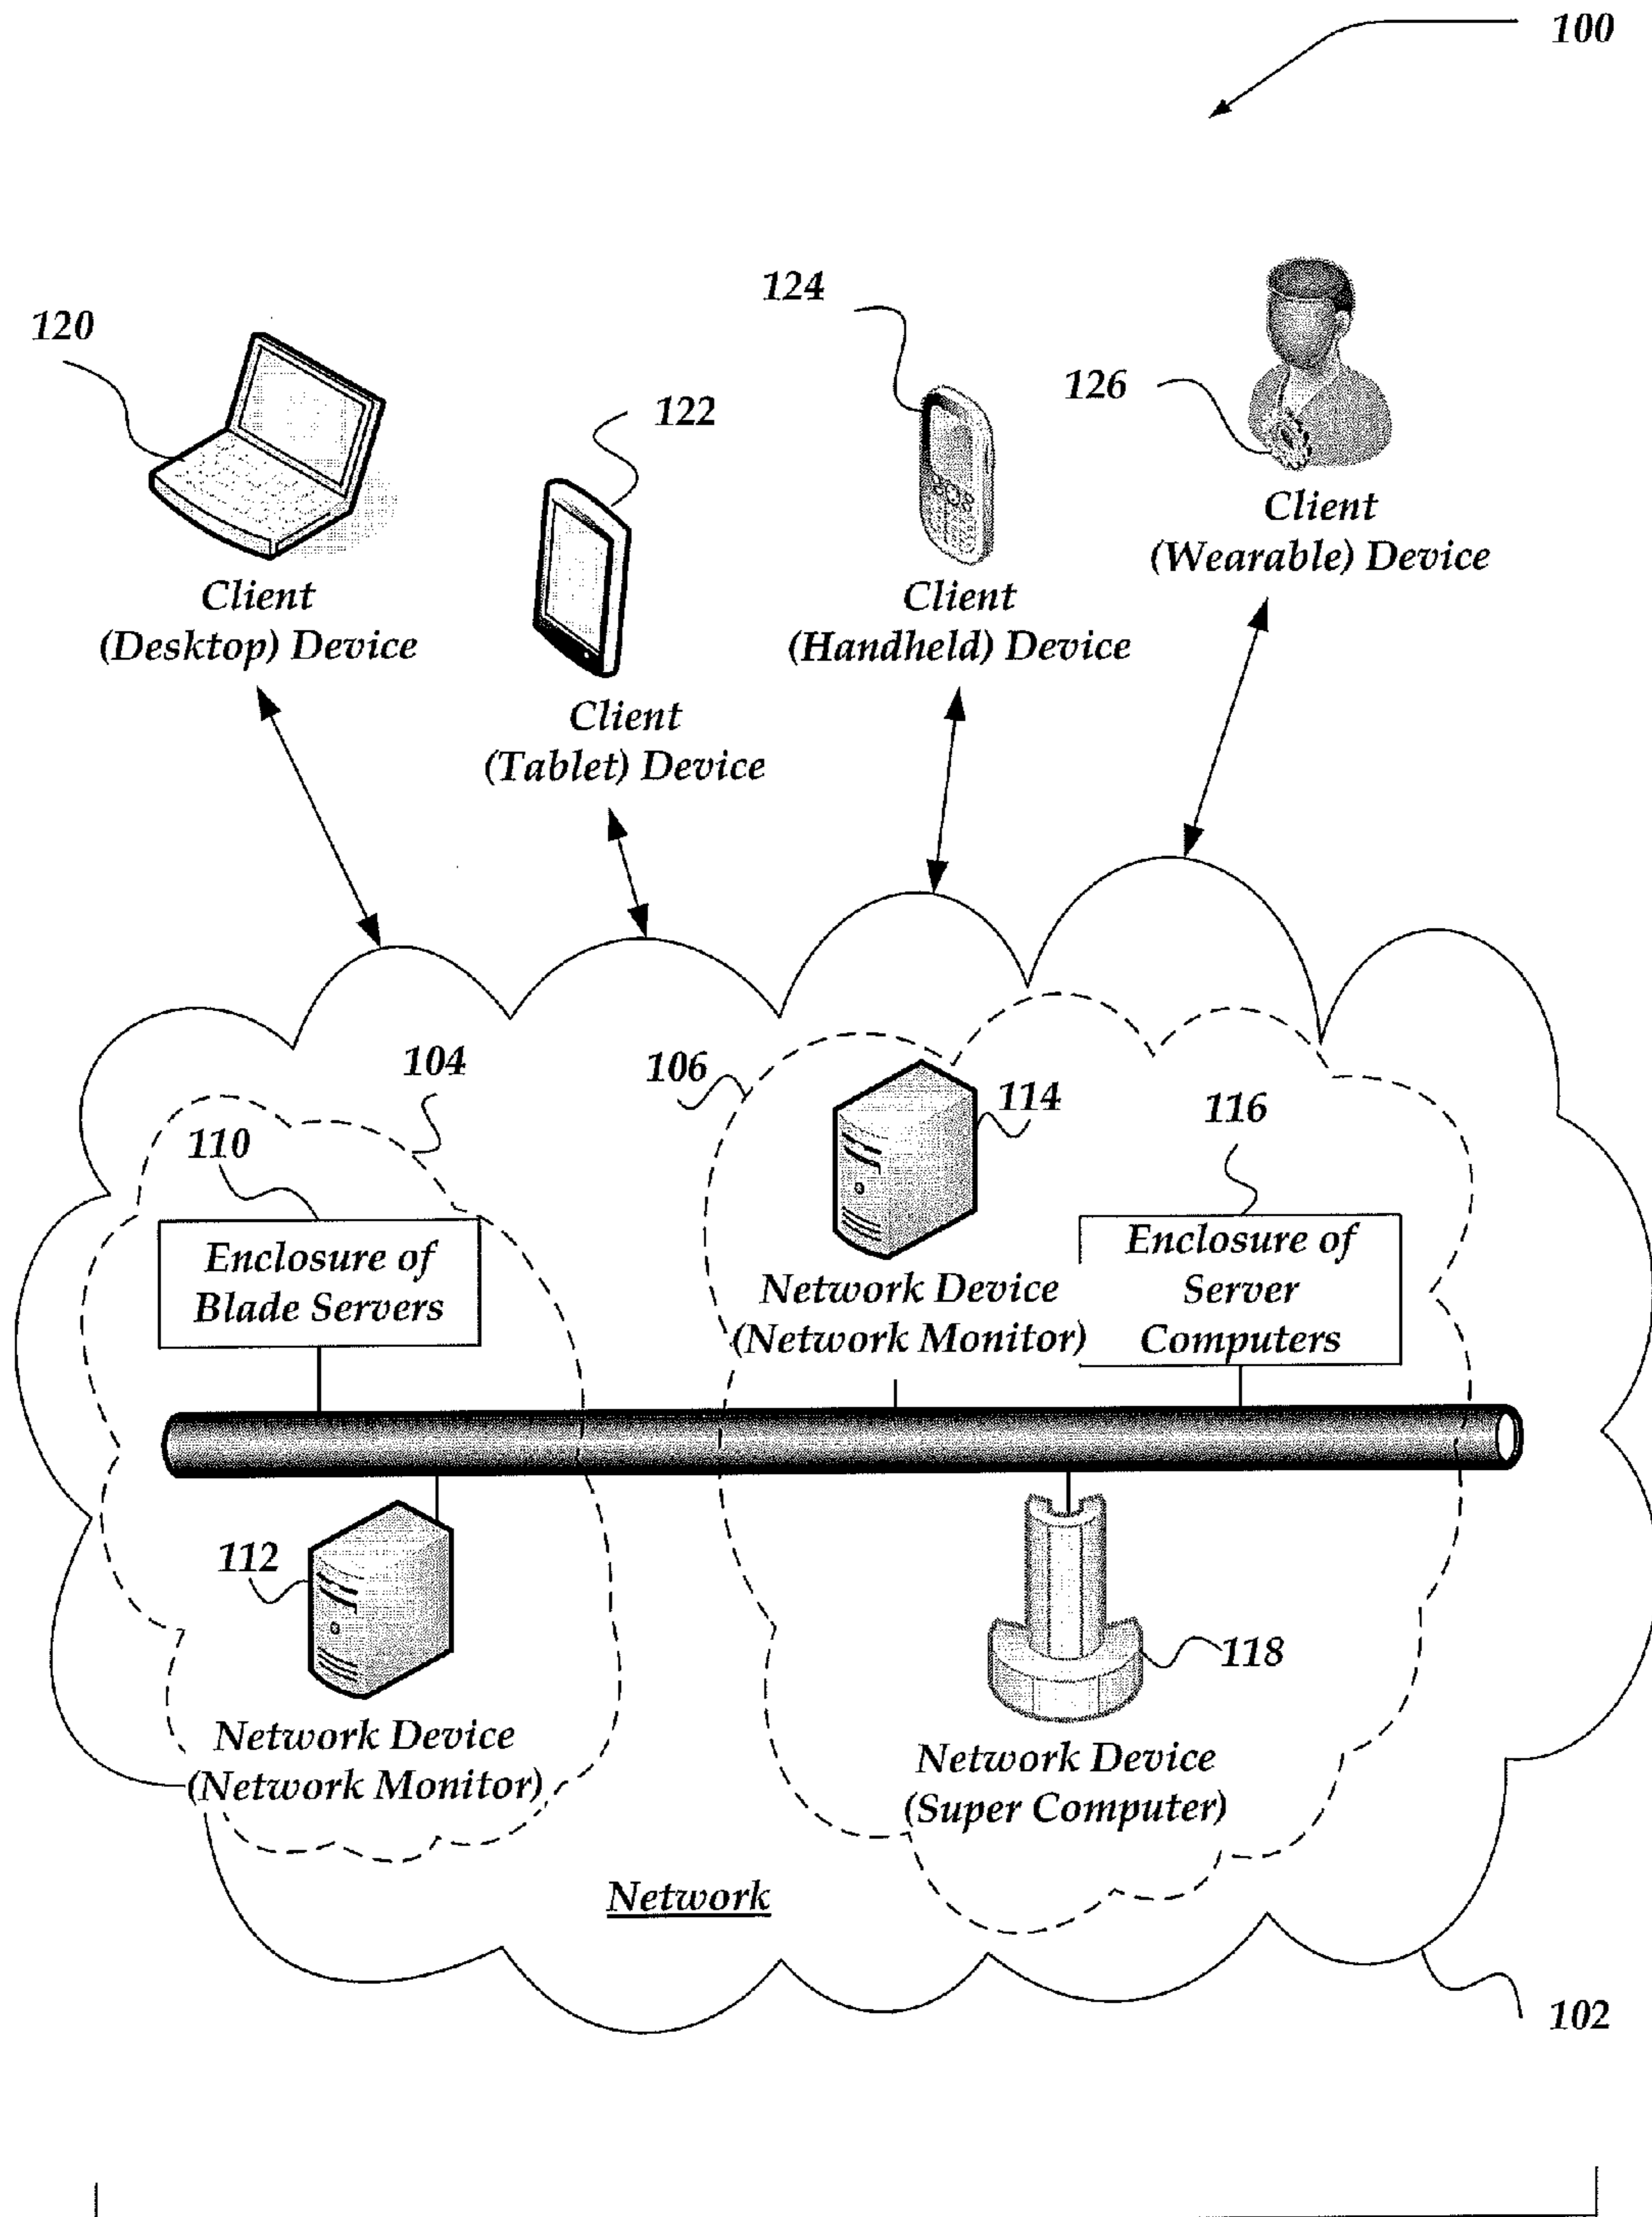 100
124
120
126
122
Client
(Wearable) Device
Client
(Desktop) Device
Client
(Handheld) Device
Client
(Tablet) Device
104
106
114
116
110
Enclosure of
Blade Servers
Enclosure of
Server
Computers
Network Device
(Network Monitor)
112
118
Network Device
(Network Monitor)
Network Device
(Super Computer)
Network
102